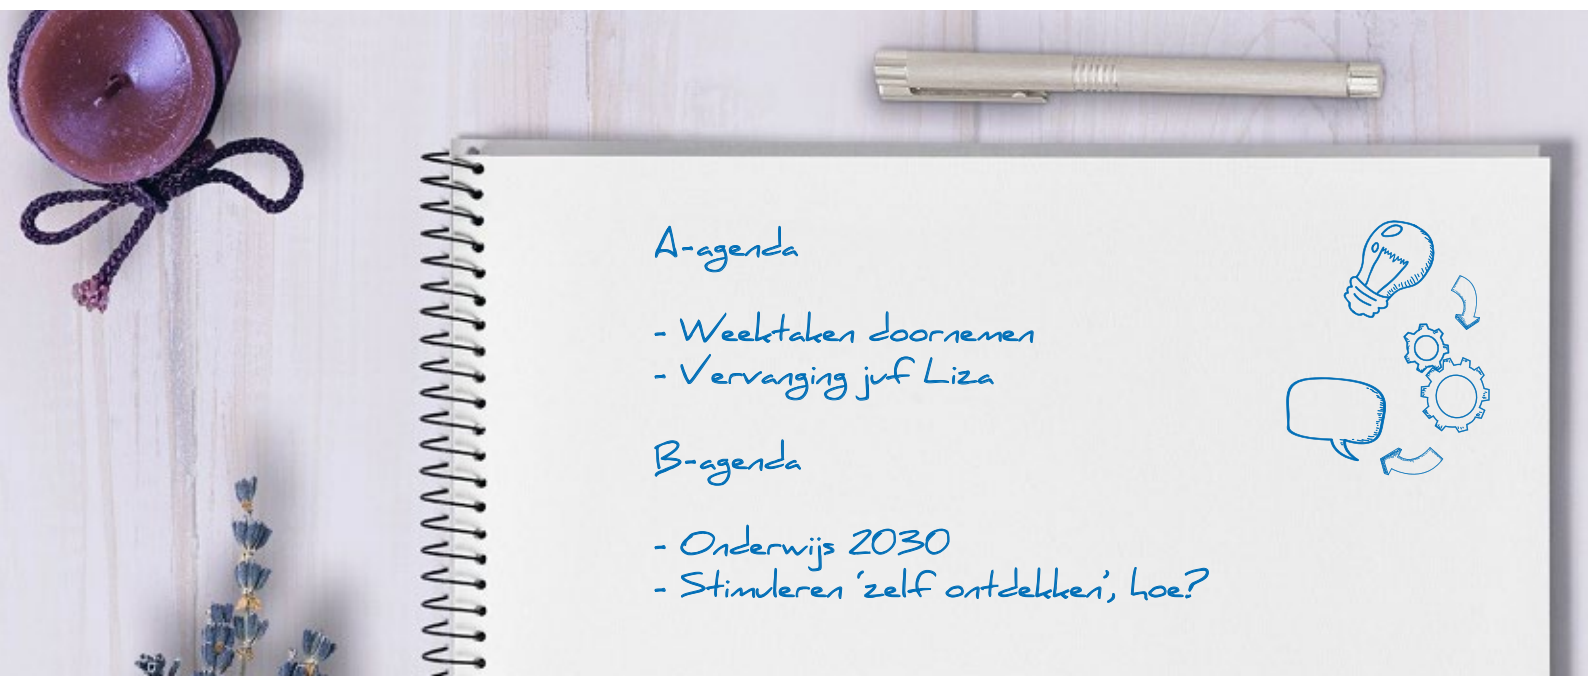 A-agenda
- Weektaken doornemen
- Vervanging juf Liza
B-agenda
- Onderwijs 2030
- Stimuleren 'zelf ontdekken', hoe?